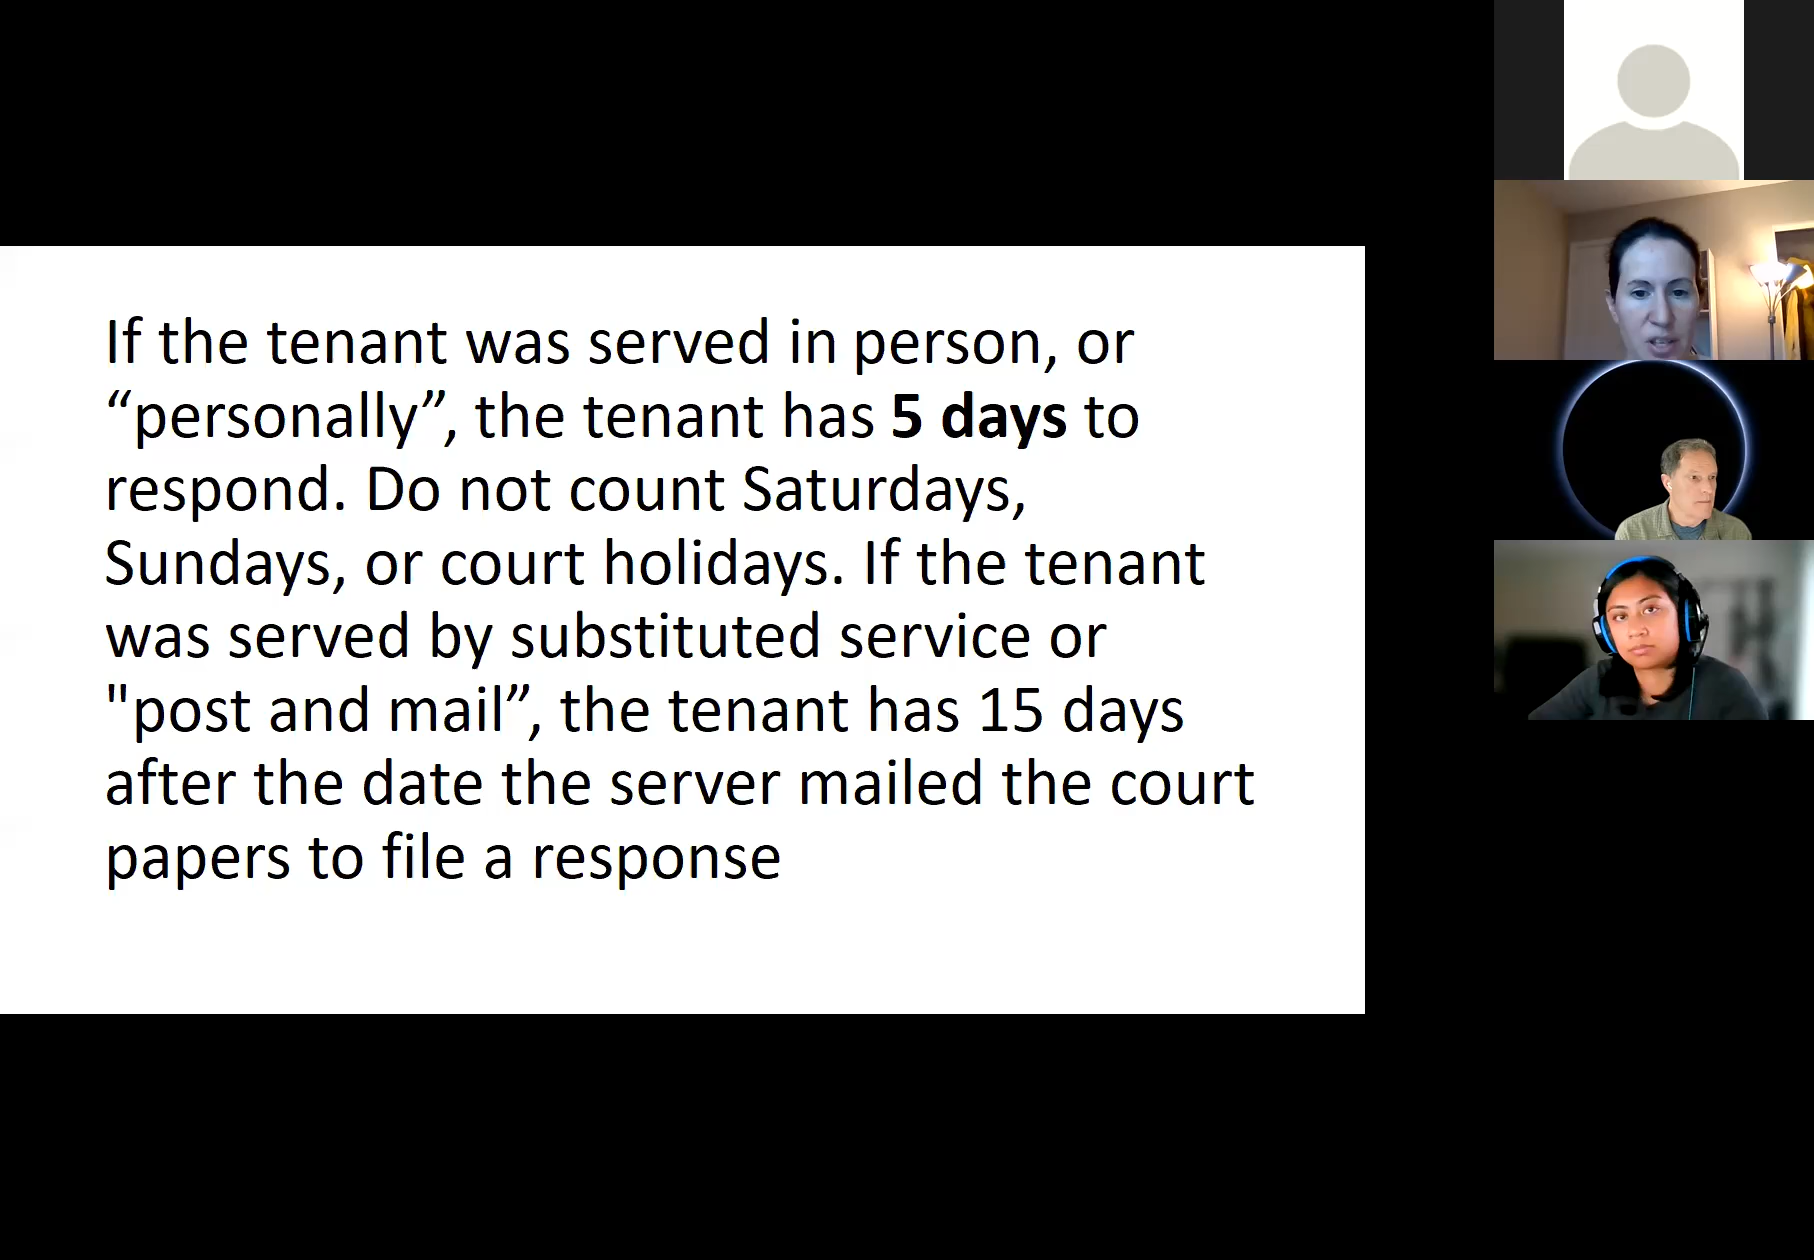 If the tenant was served in person, or
“personally”, the tenant has 5 days to
respond. Do not count Saturdays,
Sundays, or court holidays. If the tenant
was served by substituted service or
"post and mail”, the tenant has 15 days
after the date the server mailed the court
papers to file a response